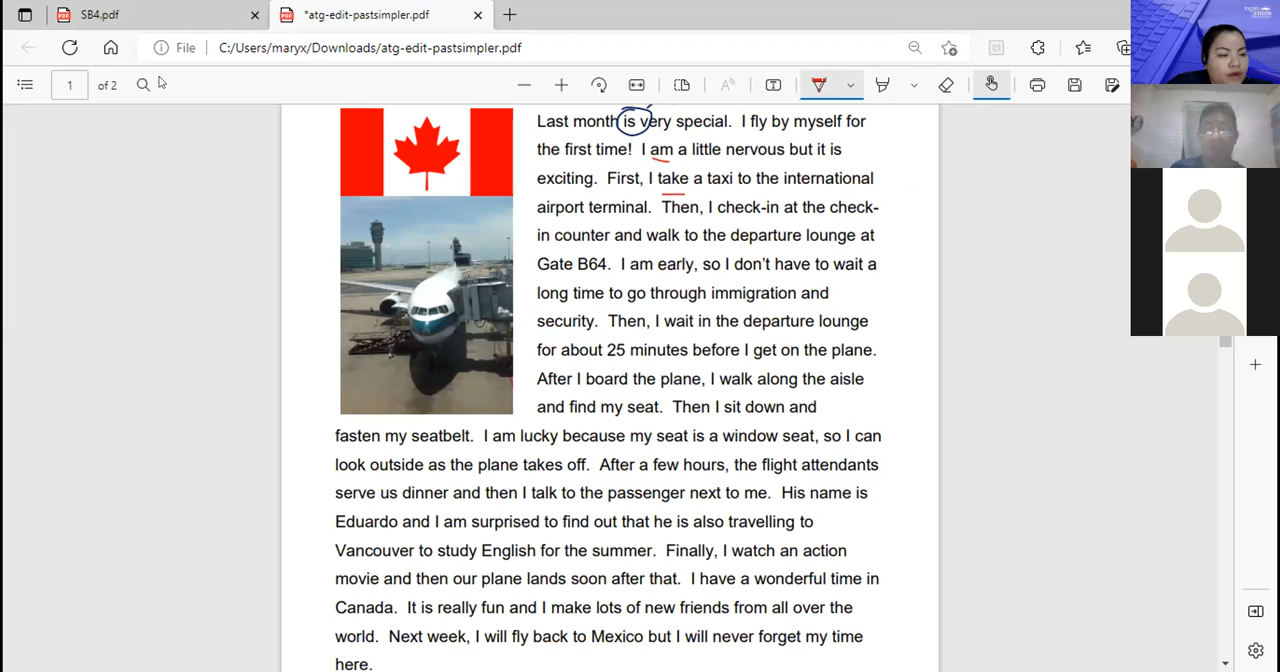 SB4.pdf
*atg-edit-pastsimpler.pdf
File C:/Users/maryx/Downloads/atg-edit-pastsimpler.pdf
1 of 2
Last month is very special. I fly by myself for
the first time! I am a little nervous but it is
exciting. First, I take a taxi to the international
airport terminal. Then, I check-in at the check-
in counter and walk to the departure lounge at
Gate B64. I am early, so I don't have to wait a
long time to go through immigration and
security. Then, I wait in the departure lounge
for about 25 minutes before I get on the plane.
After I board the plane, I walk along the aisle
and find my seat. Then I sit down and
fasten my seatbelt. I am lucky because my seat is a window seat, so I can
look outside as the plane takes off. After a few hours, the flight attendants
serve us dinner and then I talk to the passenger next to me. His name is
Eduardo and I am surprised to find out that he is also travelling to
Vancouver to study English for the summer. Finally, I watch an action
movie and then our plane lands soon after that. I have a wonderful time in
Canada. It is really fun and I make lots of new friends from all over the
world. Next week, I will fly back to Mexico but I will never forget my time
here.